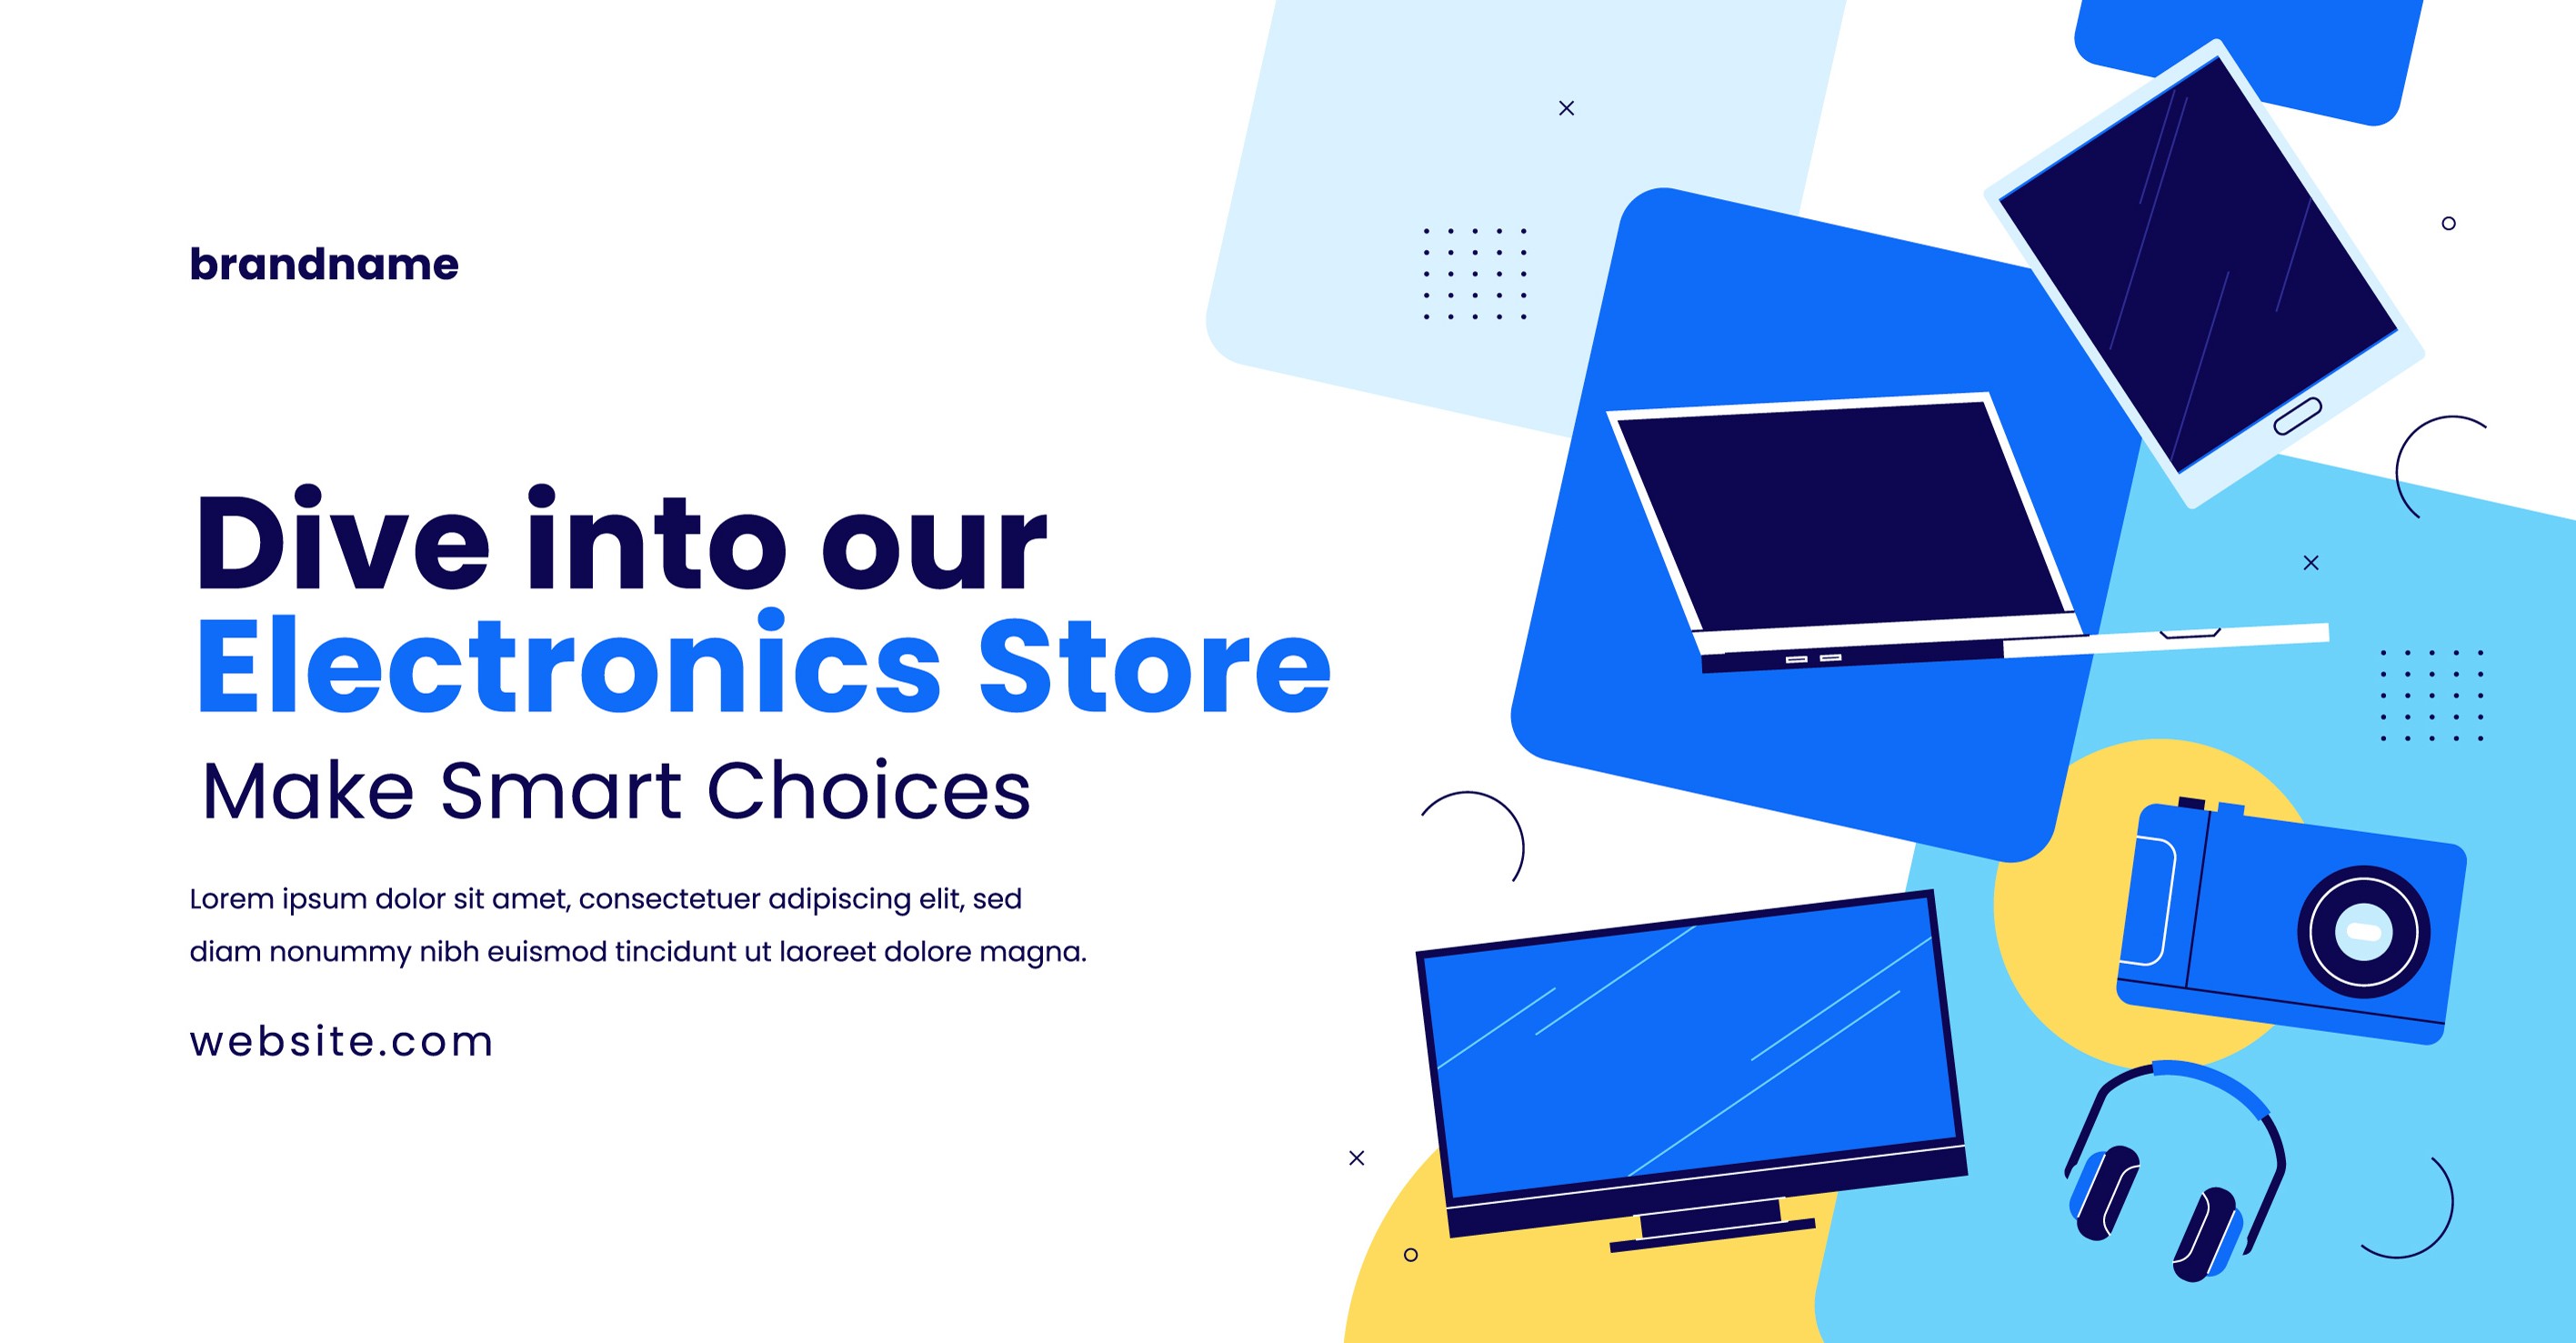 brandname
Dive into our
Electronics Store
Make Smart Choices
Lorem ipsum dolor sit amet, consectetuer adipiscing elit, sed
diam nonummy nibh euismod tincidunt ut laoreet dolore magna.
website.com